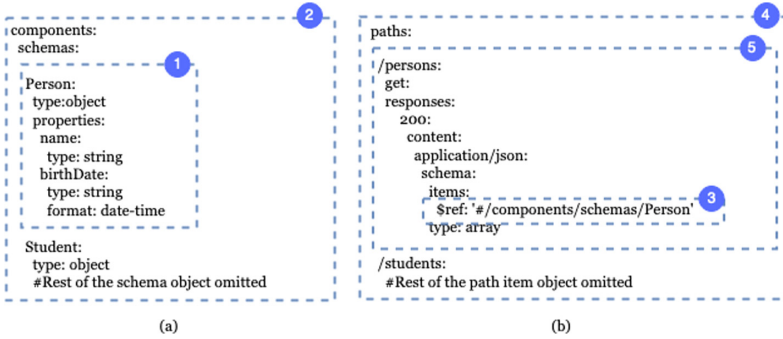 2
components:
schemas:
1
Person:
type:object
properties:
name:
type: string
birthDate:
type: string
format: date-time
Student:
type: object
#Rest of the schema object omitted
(a)
4
paths:
5
/persons:
get:
responses:
200:
content:
application/json:
schema:
items:
3
$ref: '#/components/schemas/Person'
type: array
/students:
#Rest of the path item object omitted
(b)